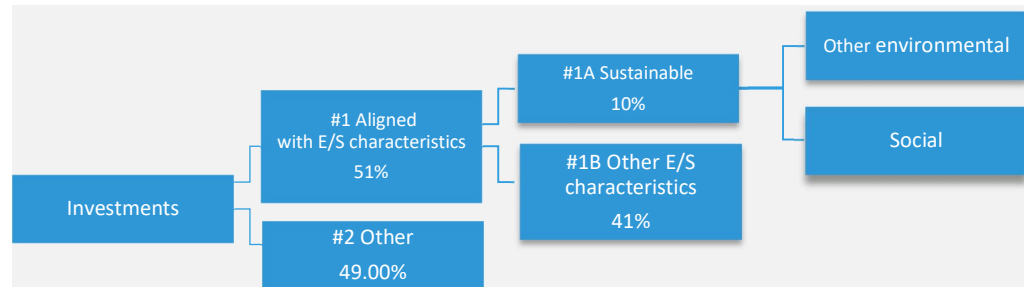 Investments
#1 Aligned
with E/S characteristics
51%
#2 Other
49.00%
#1A Sustainable
10%
#1B Other E/S
characteristics
41%
Other environmental
Social